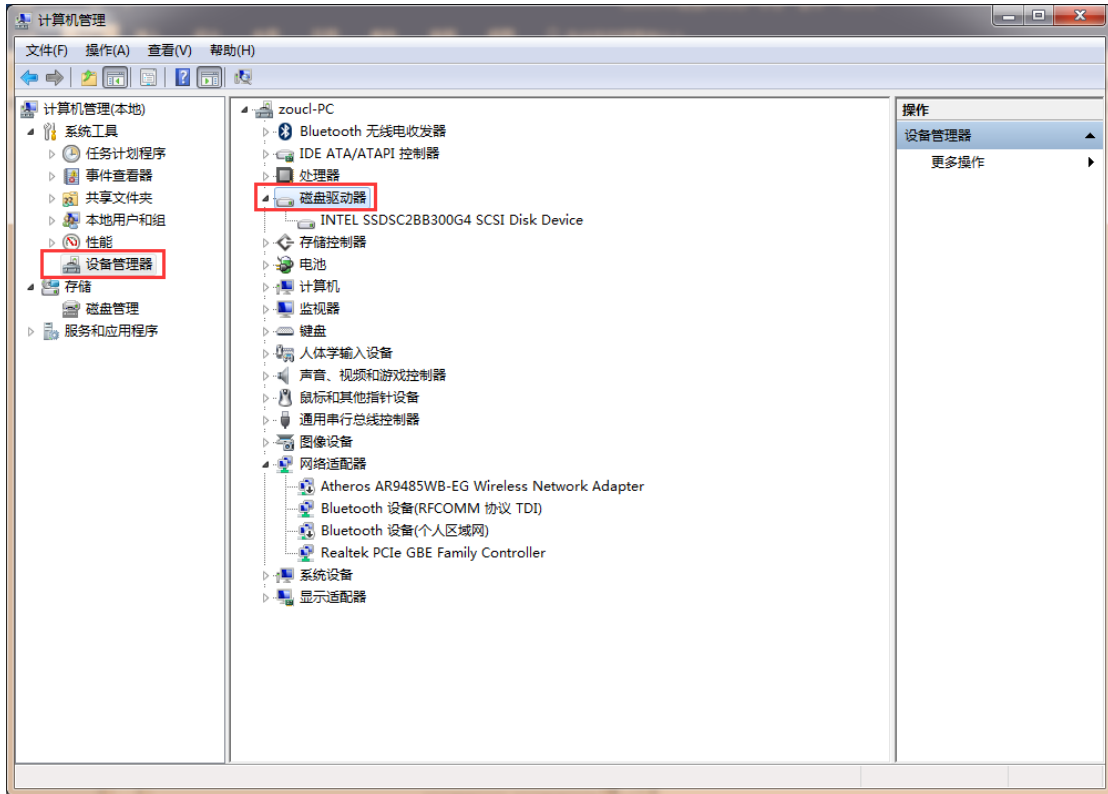 计算机管理
文件(F) 操作(A) 查看(V) 帮助(H)
计算机管理(本地)
系统工具
任务计划程序
事件查看器
共享文件夹
本地用户和组
性能
设备管理器
存储
磁盘管理
服务和应用程序
zoucl-PC
Bluetooth 无线电收发器
IDE ATA/ATAPI 控制器
处理器
磁盘驱动器
INTEL SSDSC2BB300G4 SCSI Disk Device
存储控制器
电池
计算机
监视器
键盘
人体学输入设备
声音、视频和游戏控制器
鼠标和其他指针设备
通用串行总线控制器
图像设备
网络适配器
Atheros AR9485WB-EG Wireless Network Adapter
Bluetooth 设备(RFCOMM 协议 TDI)
Bluetooth 设备(个人区域网)
Realtek PCIe GBE Family Controller
系统设备
显示适配器
操作
设备管理器
更多操作